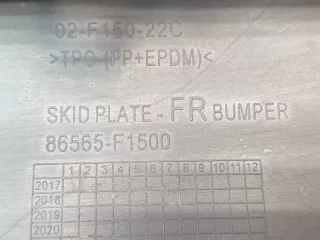 02-F150-22C
>TPO-(PP+EPDM)<
SKID PLATE - FR BUMPER
86565-F1500
1 2 3 4 5 6 7 8 9 10 11 12
2017
2018
2019
2020